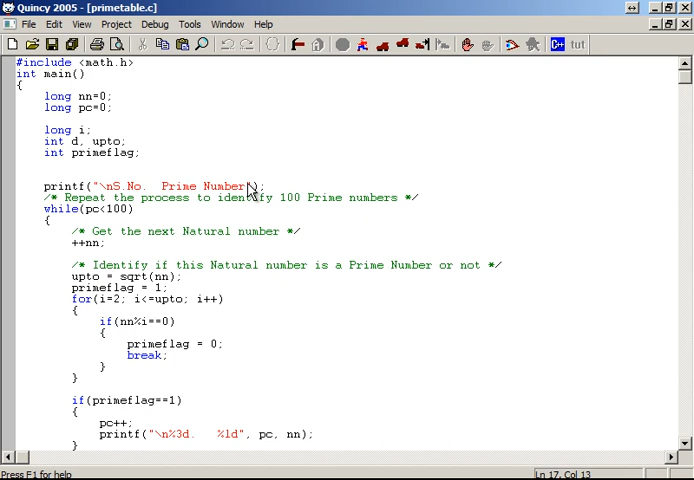 Quincy 2005 - [primetable.c]
File Edit View Project Debug Tools Window Help
C++ tut
#include <math.h>
int main()
{
long nn=0;
long pc=0;
long i;
int d, upto;
int primeflag;
printf("\nS.No.  Prime Number");
/* Repeat the process to identify 100 Prime numbers */
while(pc<100)
{
/* Get the next Natural number */
++nn;
/* Identify if this Natural number is a Prime Number or not */
upto = sqrt(nn);
primeflag = 1;
for(i=2; i<=upto; i++)
{
if(nn%i==0)
{
primeflag = 0;
break;
}
}
if(primeflag==1)
{
pc++;
printf("\n%3d.   %ld", pc, nn);
}
Press F1 for help
Ln 17, Col 13